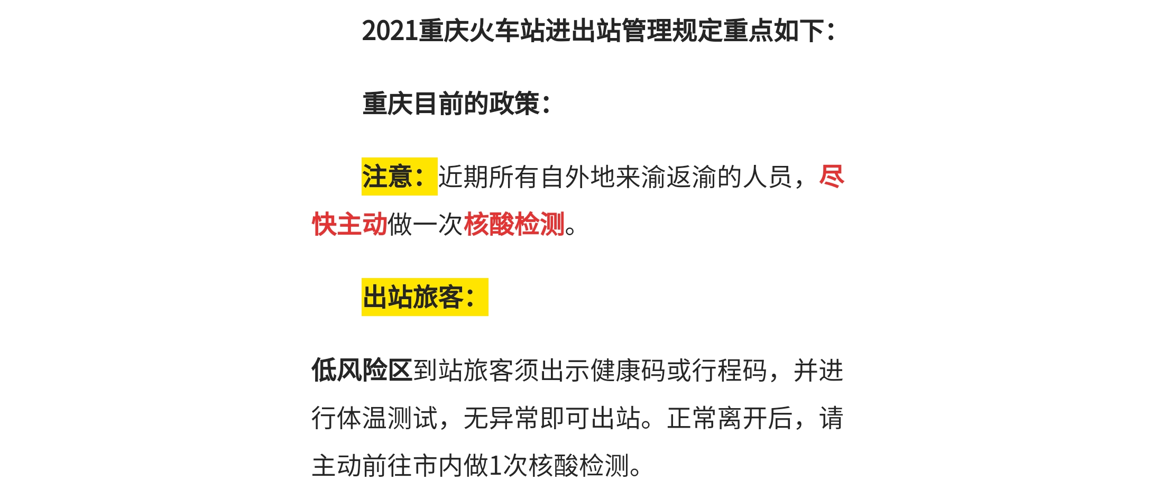 2021重庆火车站进出站管理规定重点如下：
重庆目前的政策：
注意：近期所有自外地来渝返渝的人员，尽
快主动做一次核酸检测。
出站旅客：
低风险区到站旅客须出示健康码或行程码，并进
行体温测试，无异常即可出站。正常离开后，请
主动前往市内做1次核酸检测。